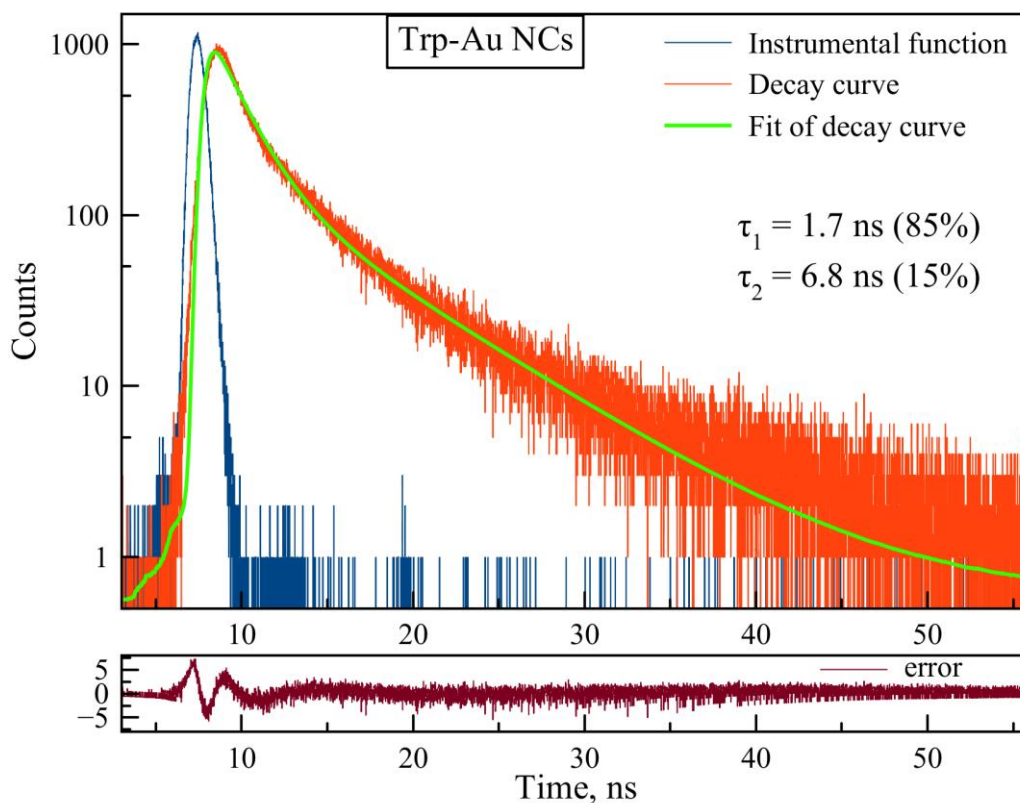 Trp-Au NCs
Instrumental function
Decay curve
Fit of decay curve
τ₁ = 1.7 ns (85%)
τ₂ = 6.8 ns (15%)
Counts
1000
100
10
1
10 20 30 40 50
error
5
0
−5
10 20 30 40 50
Time, ns